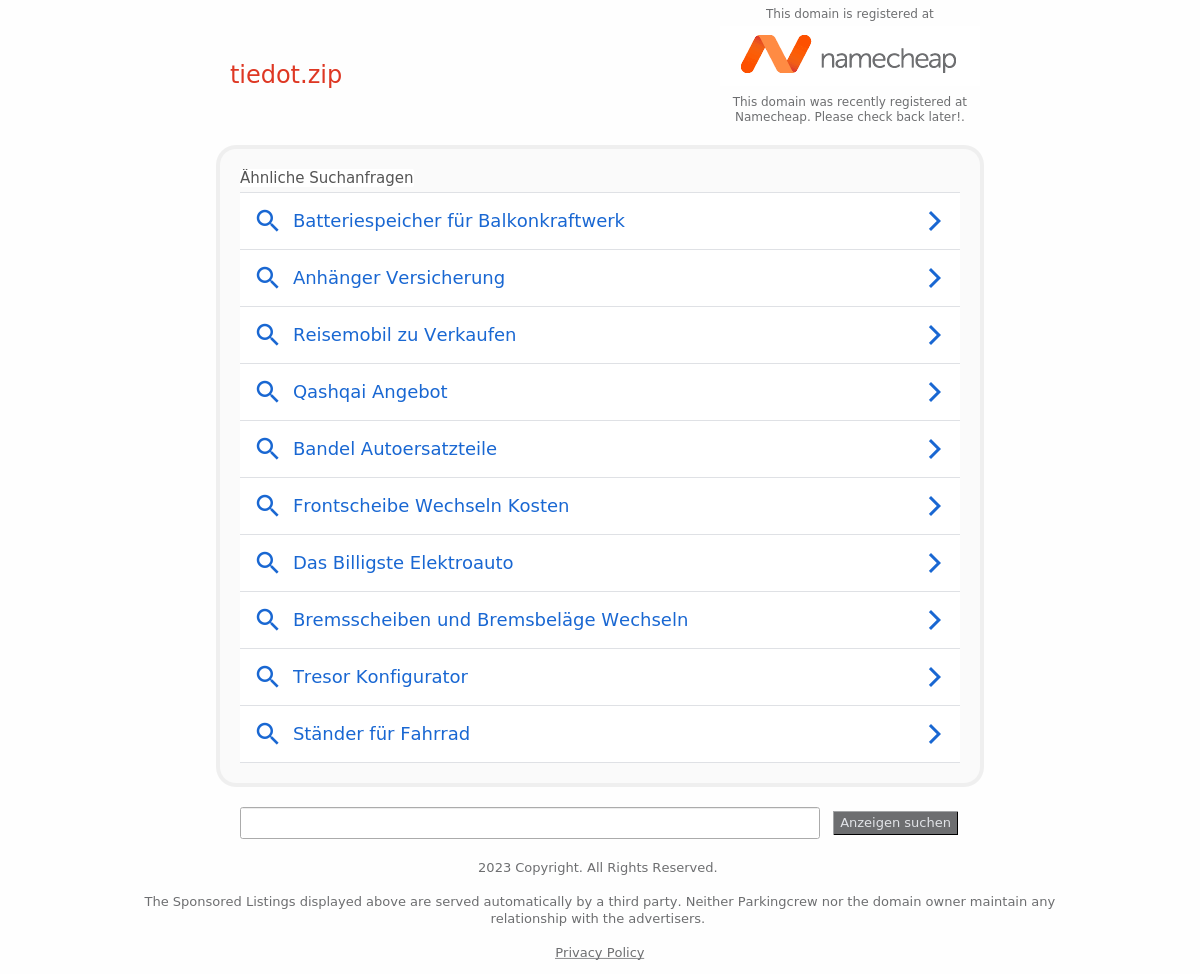 This domain is registered at
namecheap
tiedot.zip
This domain was recently registered at
Namecheap. Please check back later!.
Ähnliche Suchanfragen
Batteriespeicher für Balkonkraftwerk
Anhänger Versicherung
Reisemobil zu Verkaufen
Qashqai Angebot
Bandel Autoersatzteile
Frontscheibe Wechseln Kosten
Das Billigste Elektroauto
Bremsscheiben und Bremsbeläge Wechseln
Tresor Konfigurator
Ständer für Fahrrad
Anzeigen suchen
2023 Copyright. All Rights Reserved.
The Sponsored Listings displayed above are served automatically by a third party. Neither Parkingcrew nor the domain owner maintain any
relationship with the advertisers.
Privacy Policy